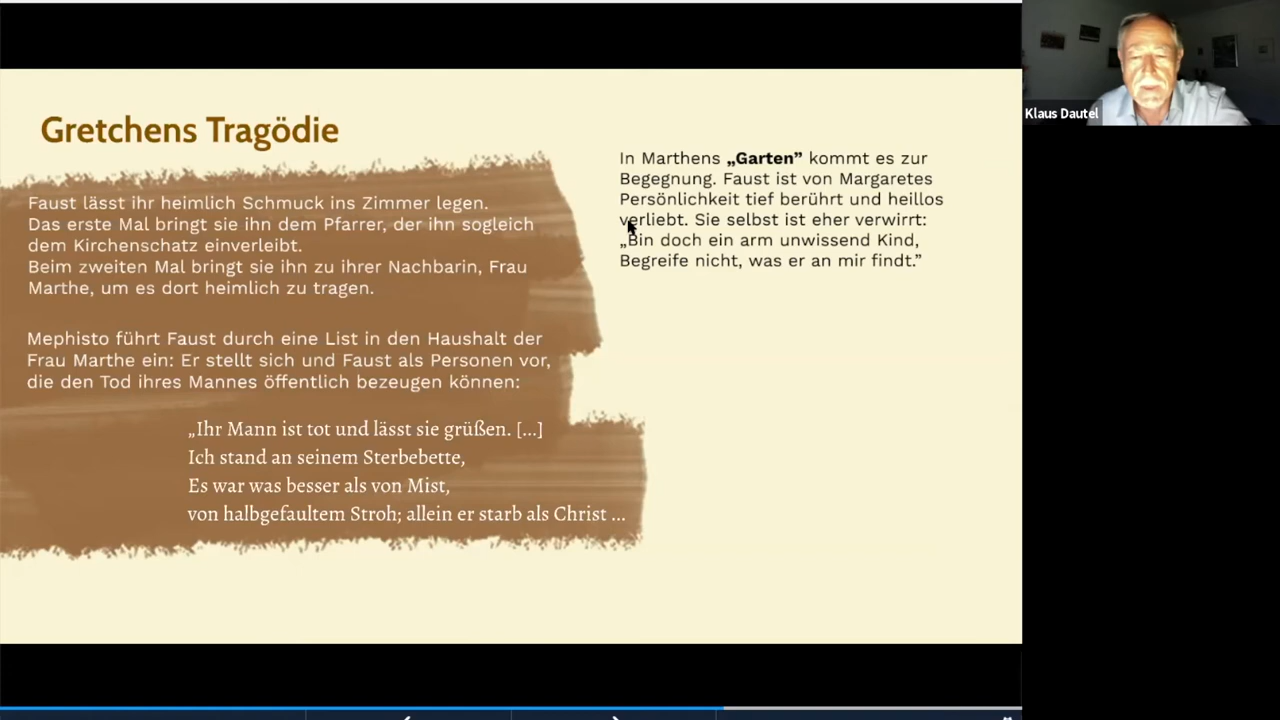 Gretchens Tragödie
Faust lässt ihr heimlich Schmuck ins Zimmer legen.
Das erste Mal bringt sie ihn dem Pfarrer, der ihn sogleich
dem Kirchenschatz einverleibt.
Beim zweiten Mal bringt sie ihn zu ihrer Nachbarin, Frau
Marthe, um es dort heimlich zu tragen.
Mephisto führt Faust durch eine List in den Haushalt der
Frau Marthe ein: Er stellt sich und Faust als Personen vor,
die den Tod ihres Mannes öffentlich bezeugen können:
„Ihr Mann ist tot und lässt sie grüßen. [...]
Ich stand an seinem Sterbebette,
Es war was besser als von Mist,
von halbgefaultem Stroh; allein er starb als Christ ...
In Marthens „Garten” kommt es zur
Begegnung. Faust ist von Margaretes
Persönlichkeit tief berührt und heillos
verliebt. Sie selbst ist eher verwirrt:
„Bin doch ein arm unwissend Kind,
Begreife nicht, was er an mir findt.”
Klaus Dautel